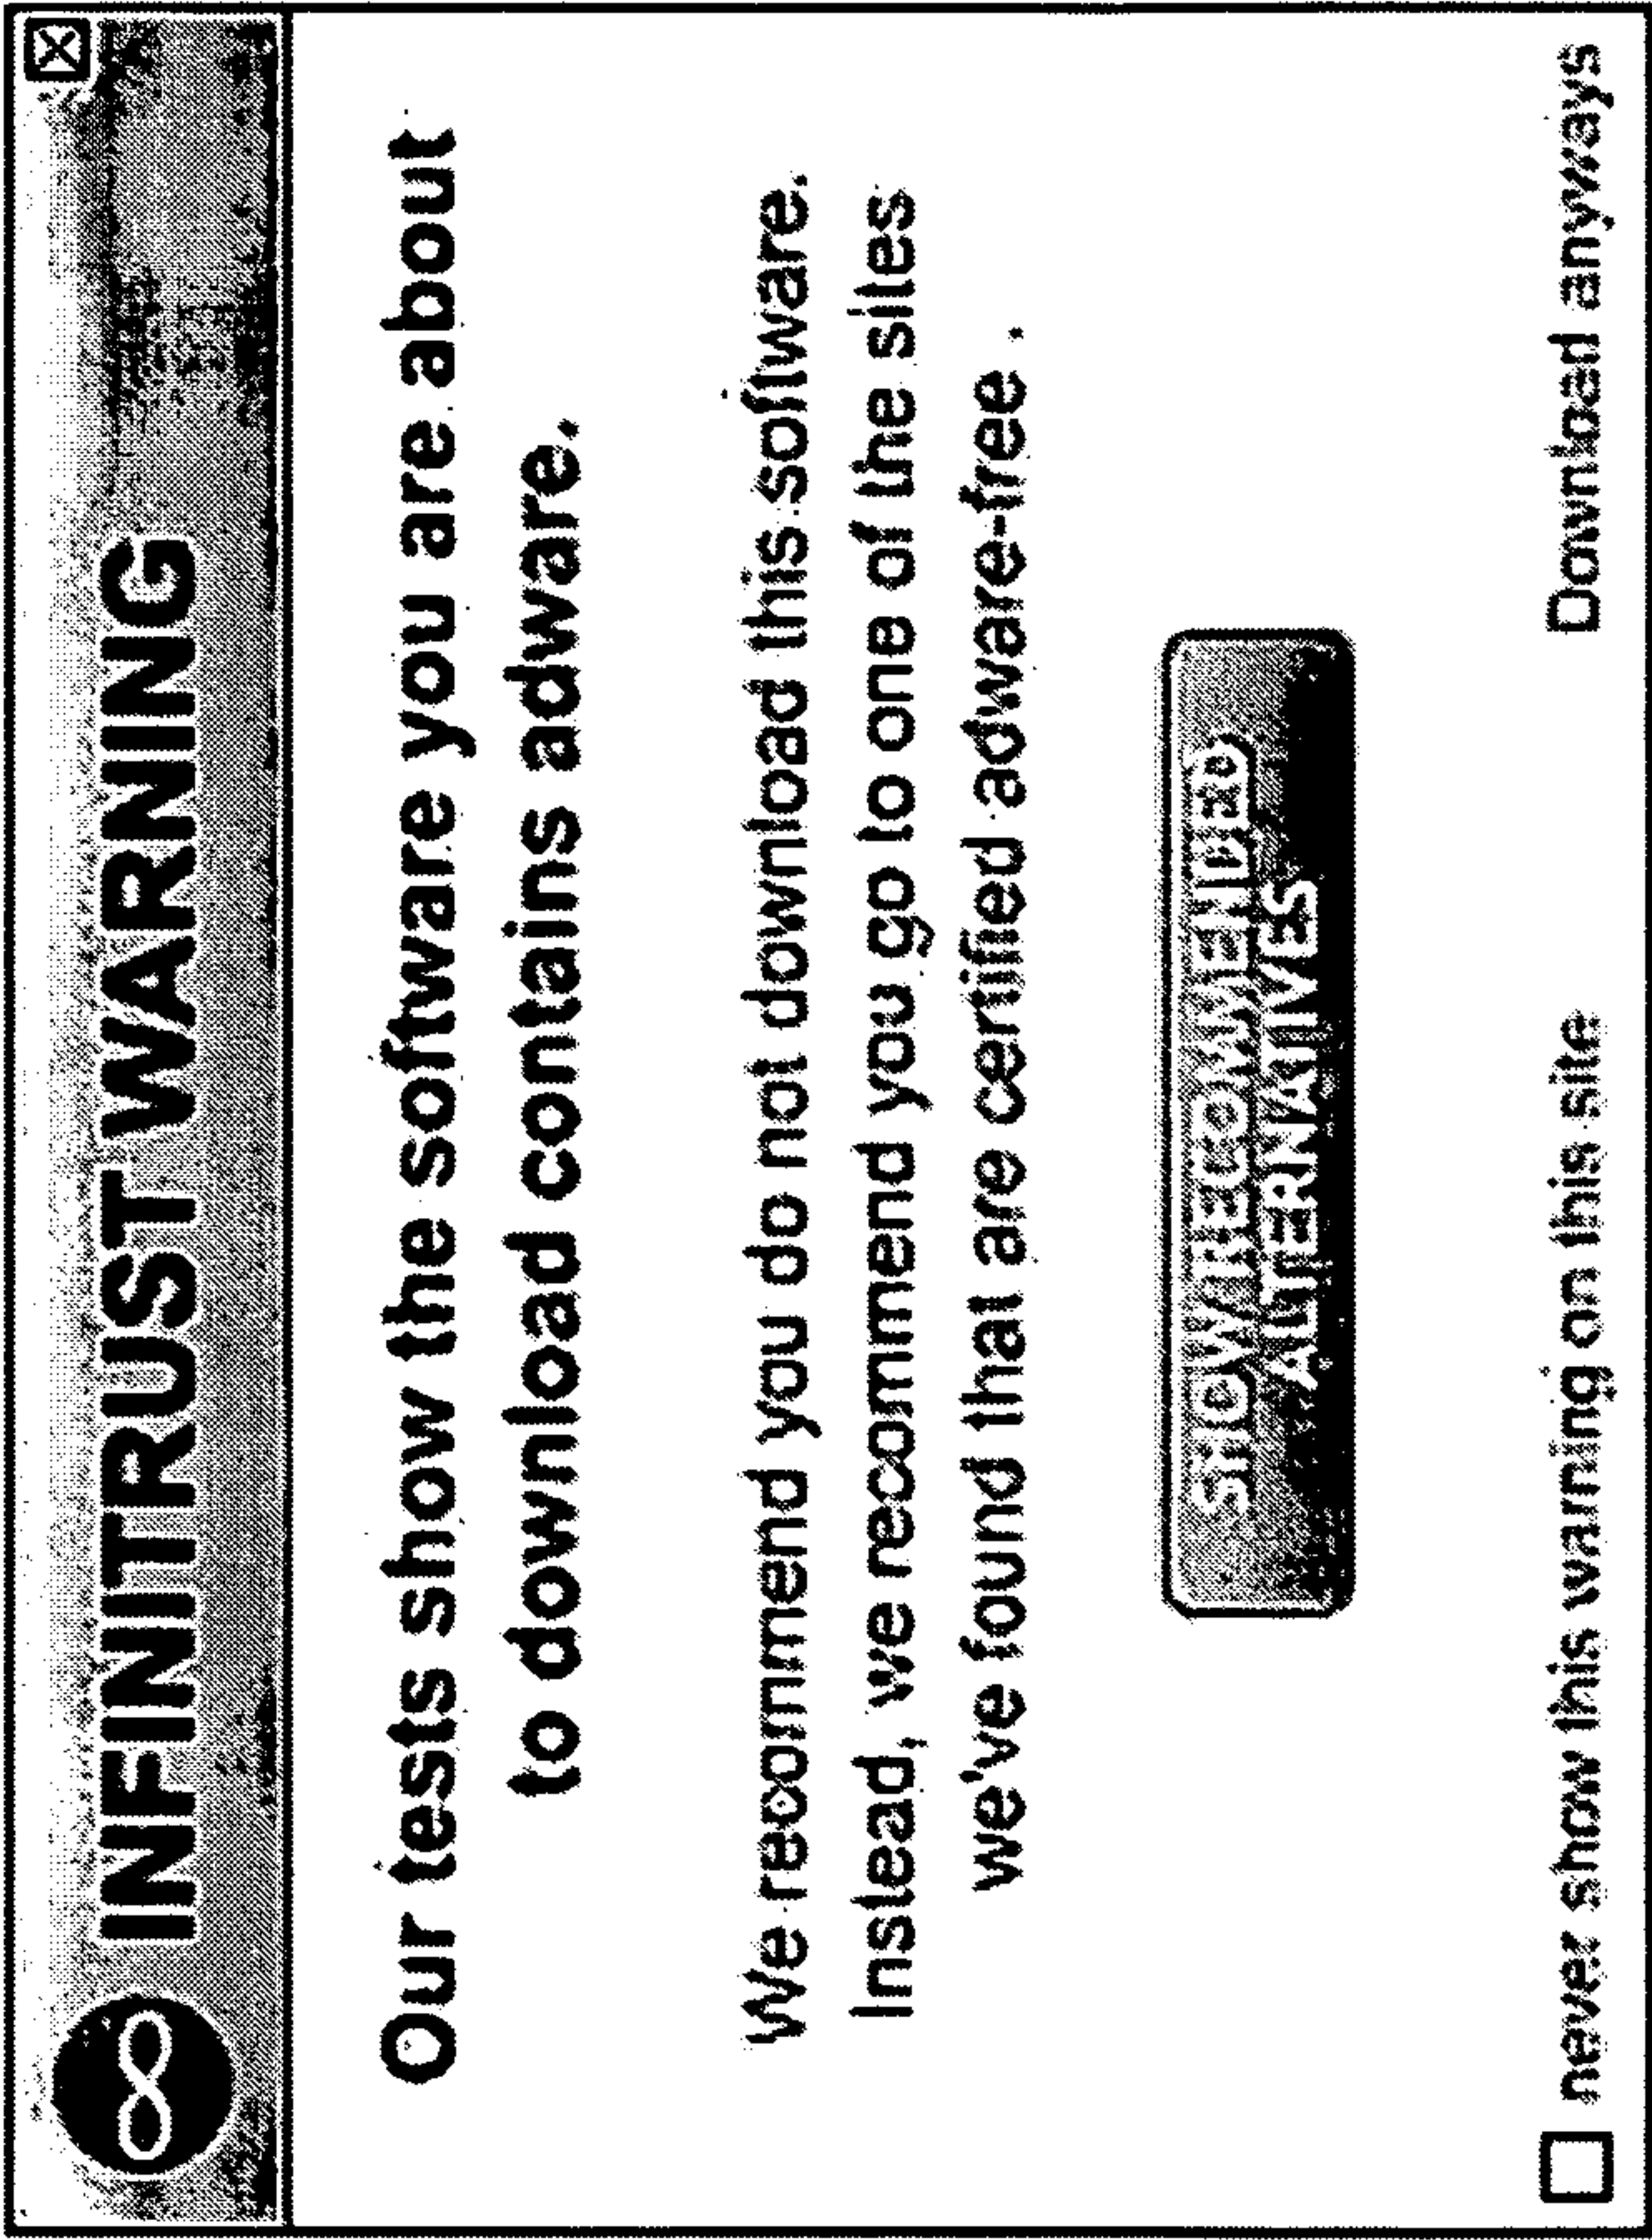 INFINITRUST WARNING
Our tests show the software you are about
to download contains adware.
We recommend you do not download this software.
Instead, we recommend you go to one of the sites
we've found that are certified adware-free .
SHOW RECOMMENDED
ALTERNATIVES
never show this warning on this site
Download anyways